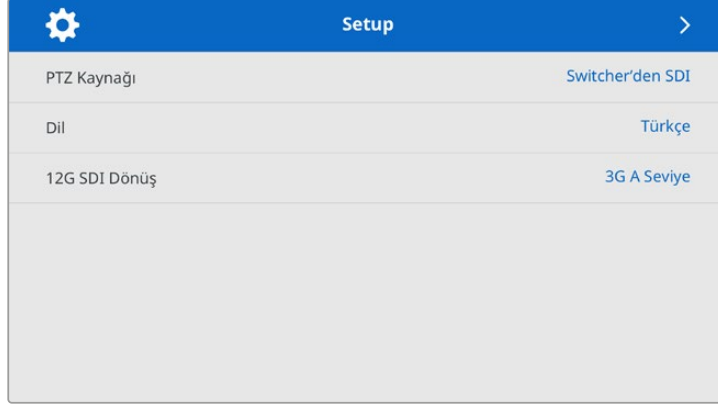 Setup
PTZ Kaynağı Switcher’den SDI
Dil Türkçe
12G SDI Dönüş 3G A Seviye